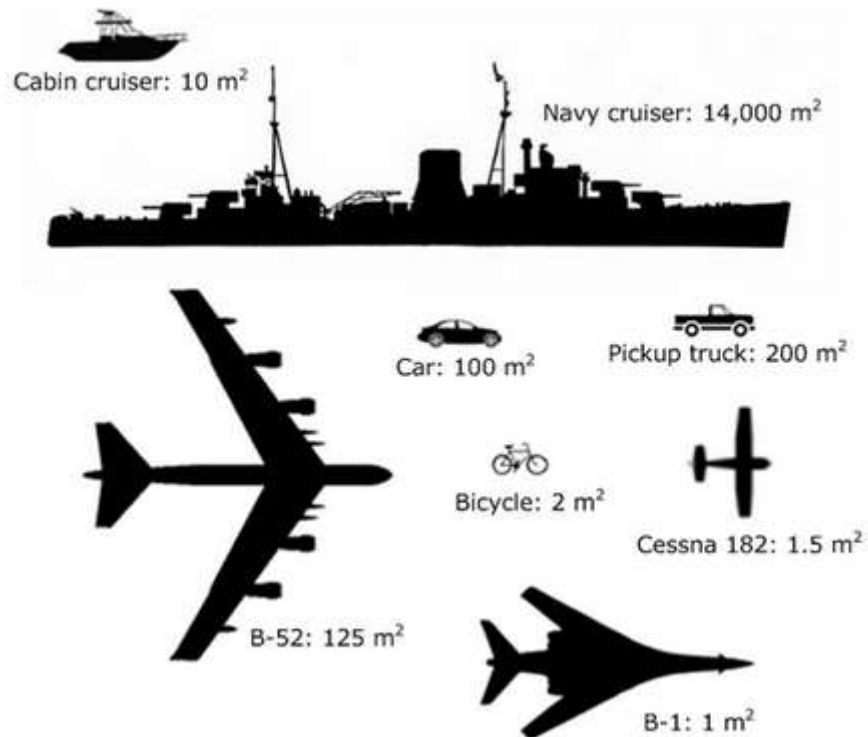 Cabin cruiser: 10 m²
Navy cruiser: 14,000 m²
Car: 100 m²
Pickup truck: 200 m²
Bicycle: 2 m²
Cessna 182: 1.5 m²
B-52: 125 m²
B-1: 1 m²